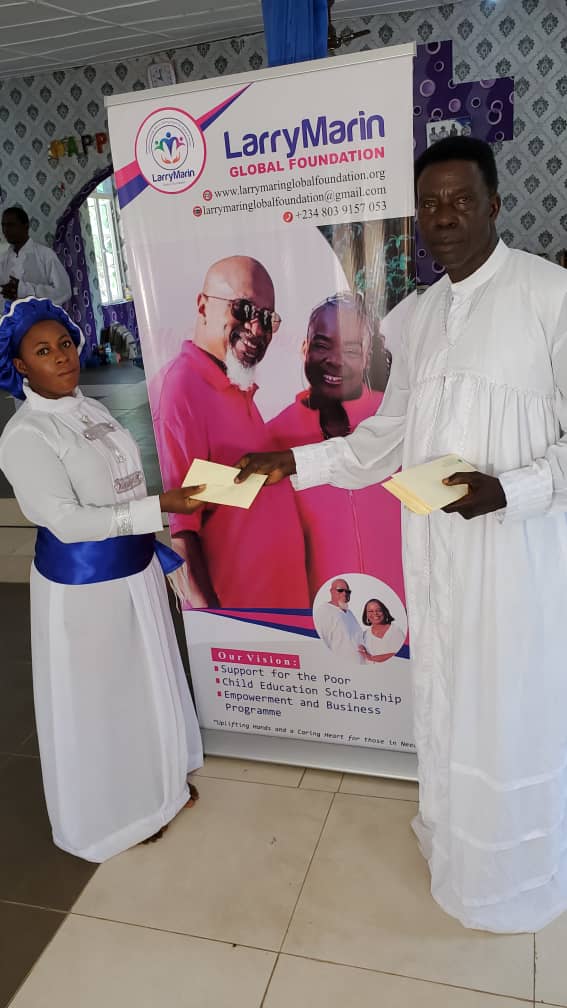 HAPP
LarryMarin
LarryMarin
GLOBAL FOUNDATION
www.larrymaringlobalfoundation.org
larrymaringlobalfoundation@gmail.com
+234 803 9157 053
Our Vision:
Support for the Poor
Child Education Scholarship
Empowerment and Business
Programme
"Uplifting Hands and a Caring Heart for those in Need